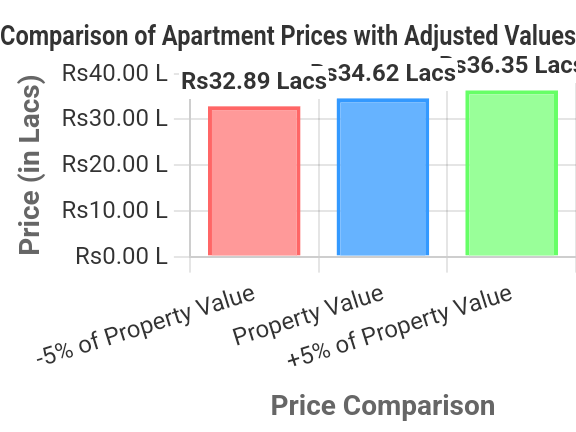 Comparison of Apartment Prices with Adjusted Values
Price (in Lacs)
Rs40.00 L
Rs30.00 L
Rs20.00 L
Rs10.00 L
Rs0.00 L
Rs32.89 Lacs
Rs34.62 Lacs
Rs36.35 Lacs
-5% of Property Value
Property Value
+5% of Property Value
Price Comparison